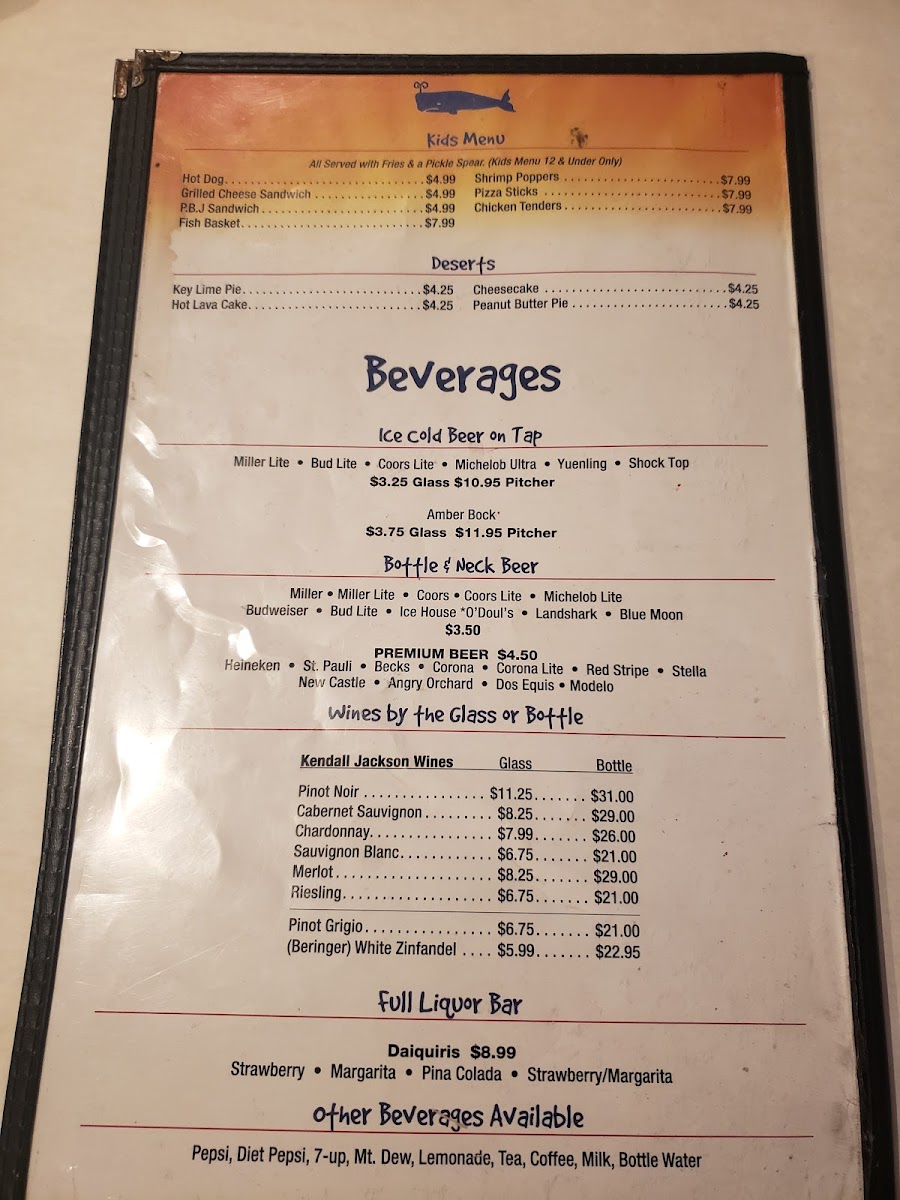 Kids Menu
All Served with Fries & a Pickle Spear. (Kids Menu 12 & Under Only)
Hot Dog. . . . . . . . . . . . . . . . . . . . . . . . . . . . $4.99
Grilled Cheese Sandwich . . . . . . . . . . . . . . . $4.99
P.B.J Sandwich. . . . . . . . . . . . . . . . . . . . . . . $4.99
Fish Basket. . . . . . . . . . . . . . . . . . . . . . . . . . $7.99
Shrimp Poppers . . . . . . . . . . . . . . . . . . . . . . $7.99
Pizza Sticks . . . . . . . . . . . . . . . . . . . . . . . . . $7.99
Chicken Tenders . . . . . . . . . . . . . . . . . . . . . . $7.99
Deserts
Key Lime Pie. . . . . . . . . . . . . . . . . . . . . . . . . $4.25
Hot Lava Cake. . . . . . . . . . . . . . . . . . . . . . . . $4.25
Cheesecake . . . . . . . . . . . . . . . . . . . . . . . . . $4.25
Peanut Butter Pie . . . . . . . . . . . . . . . . . . . . . $4.25
Beverages
Ice Cold Beer on Tap
Miller Lite • Bud Lite • Coors Lite • Michelob Ultra • Yuenling • Shock Top
$3.25 Glass $10.95 Pitcher
Amber Bock
$3.75 Glass $11.95 Pitcher
Bottle & Neck Beer
Miller • Miller Lite • Coors • Coors Lite • Michelob Lite
Budweiser • Bud Lite • Ice House *O'Doul's • Landshark • Blue Moon
$3.50
PREMIUM BEER $4.50
Heineken • St. Pauli • Becks • Corona • Corona Lite • Red Stripe • Stella
New Castle • Angry Orchard • Dos Equis • Modelo
Wines by the Glass or Bottle
Kendall Jackson Wines Glass Bottle
Pinot Noir . . . . . . . . . . . . . . . . $11.25. . . . . . . $31.00
Cabernet Sauvignon . . . . . . . . . $8.25. . . . . . . $29.00
Chardonnay. . . . . . . . . . . . . . . $7.99. . . . . . . $26.00
Sauvignon Blanc. . . . . . . . . . . . $6.75. . . . . . . $21.00
Merlot . . . . . . . . . . . . . . . . . . . . $8.25. . . . . . . $29.00
Riesling. . . . . . . . . . . . . . . . . . . $6.75. . . . . . . $21.00
Pinot Grigio. . . . . . . . . . . . . . . . $6.75. . . . . . . $21.00
(Beringer) White Zinfandel . . . . $5.99. . . . . . . $22.95
Full Liquor Bar
Daiquiris $8.99
Strawberry • Margarita • Pina Colada • Strawberry/Margarita
Other Beverages Available
Pepsi, Diet Pepsi, 7-up, Mt. Dew, Lemonade, Tea, Coffee, Milk, Bottle Water